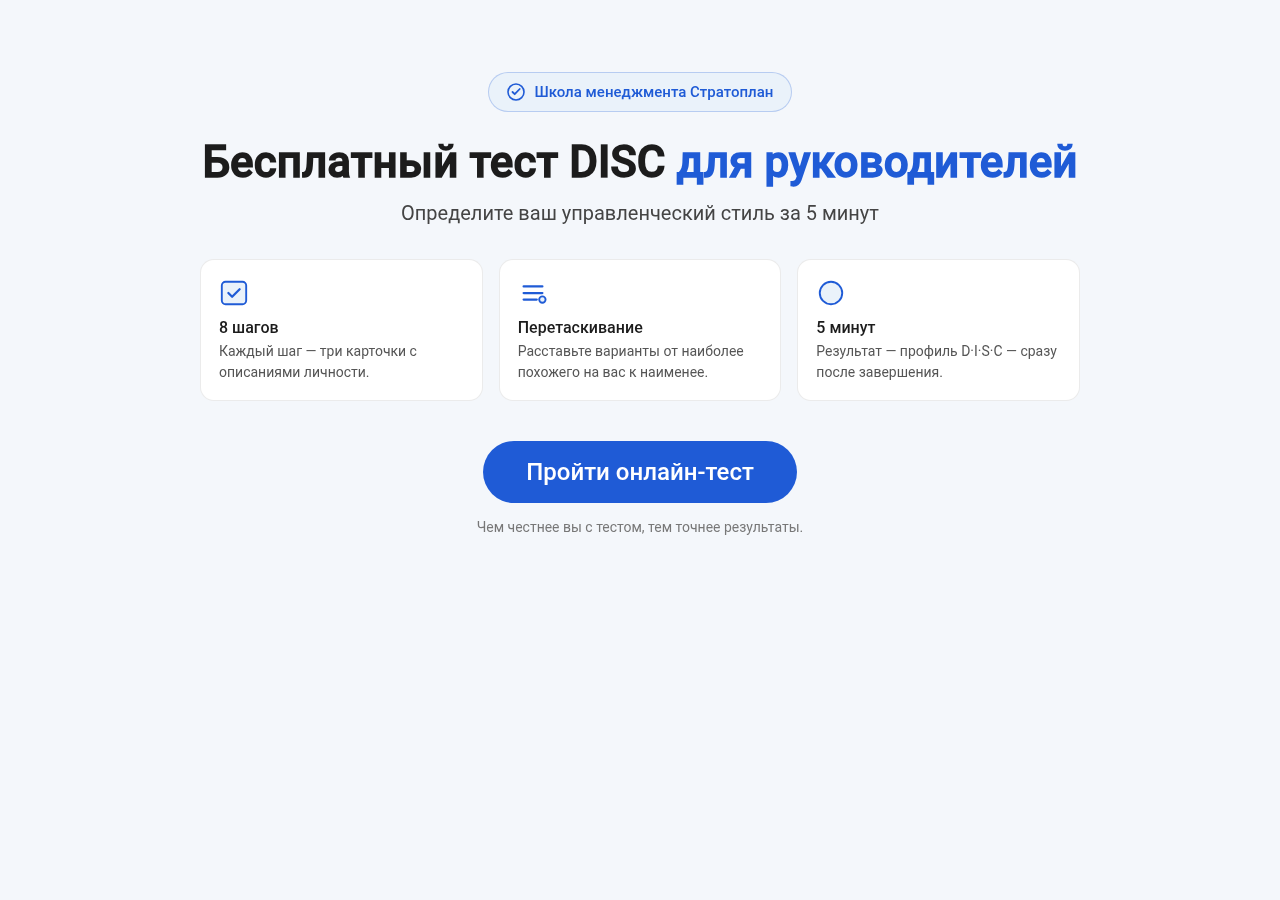 Школа менеджмента Стратоплан
Бесплатный тест DISC для руководителей
Определите ваш управленческий стиль за 5 минут
8 шагов
Каждый шаг — три карточки с
описаниями личности.
Перетаскивание
Расставьте варианты от наиболее
похожего на вас к наименее.
5 минут
Результат — профиль D·I·S·C — сразу
после завершения.
Пройти онлайн-тест
Чем честнее вы с тестом, тем точнее результаты.